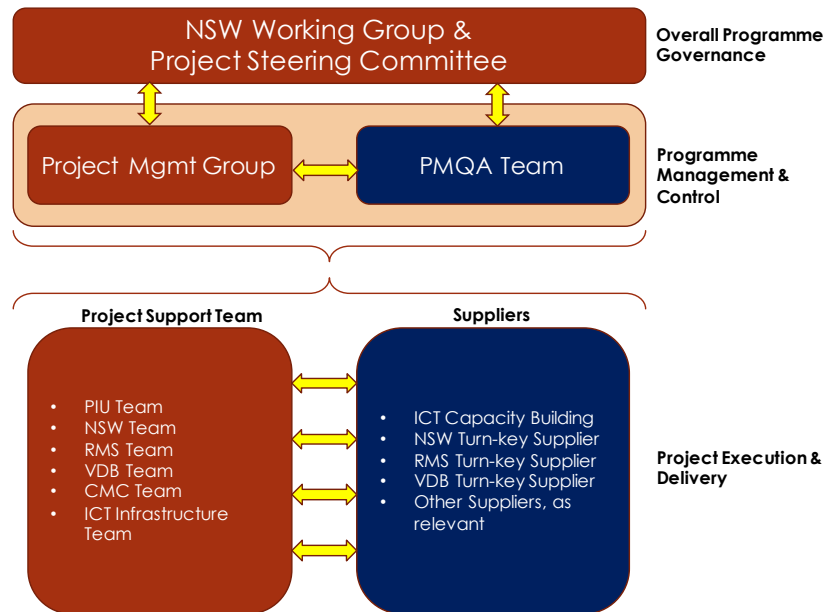 NSW Working Group &
Project Steering Committee
Overall Programme
Governance
Project Mgmt Group
PMQA Team
Programme
Management &
Control
Project Support Team
Suppliers
• PIU Team
• NSW Team
• RMS Team
• VDB Team
• CMC Team
• ICT Infrastructure
Team
• ICT Capacity Building
• NSW Turn-key Supplier
• RMS Turn-key Supplier
• VDB Turn-key Supplier
• Other Suppliers, as
relevant
Project Execution &
Delivery